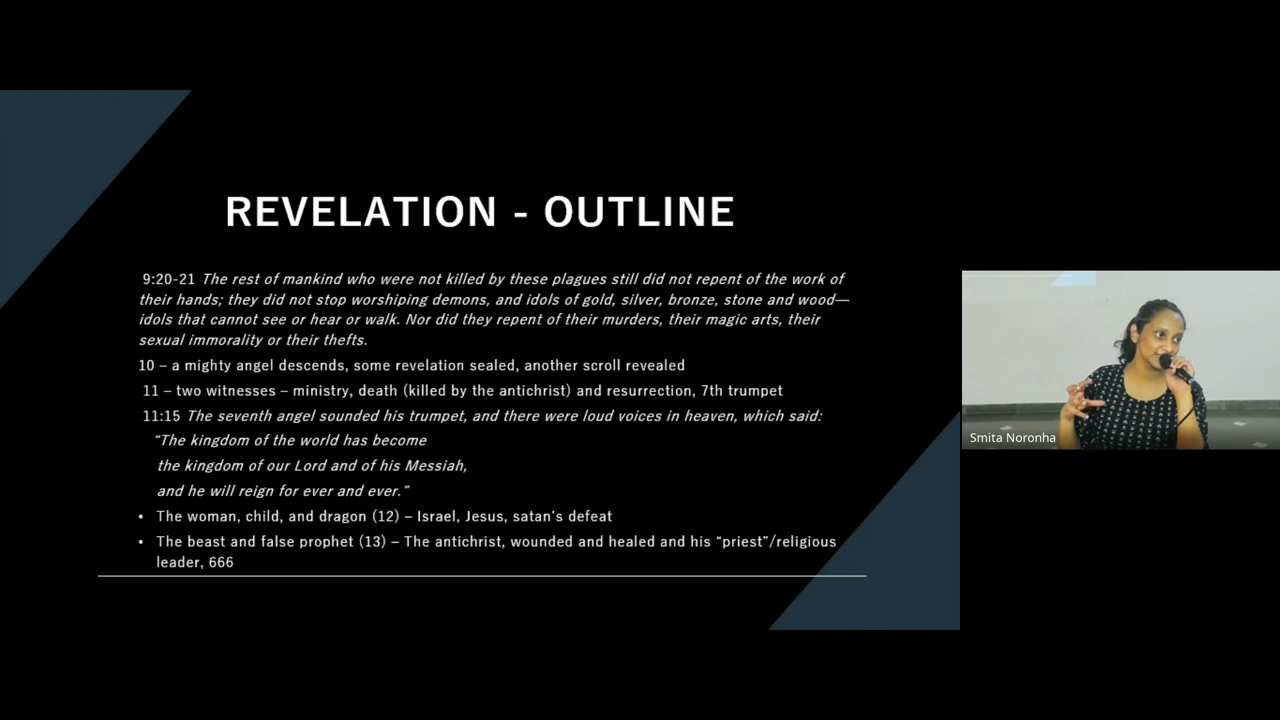 REVELATION - OUTLINE
9:20-21 The rest of mankind who were not killed by these plagues still did not repent of the work of
their hands; they did not stop worshiping demons, and idols of gold, silver, bronze, stone and wood—
idols that cannot see or hear or walk. Nor did they repent of their murders, their magic arts, their
sexual immorality or their thefts.
10 – a mighty angel descends, some revelation sealed, another scroll revealed
11 – two witnesses – ministry, death (killed by the antichrist) and resurrection, 7th trumpet
11:15 The seventh angel sounded his trumpet, and there were loud voices in heaven, which said:
“The kingdom of the world has become
the kingdom of our Lord and of his Messiah,
and he will reign for ever and ever.”
• The woman, child, and dragon (12) – Israel, Jesus, satan’s defeat
• The beast and false prophet (13) – The antichrist, wounded and healed and his “priest”/religious
leader, 666
Smita Noronha